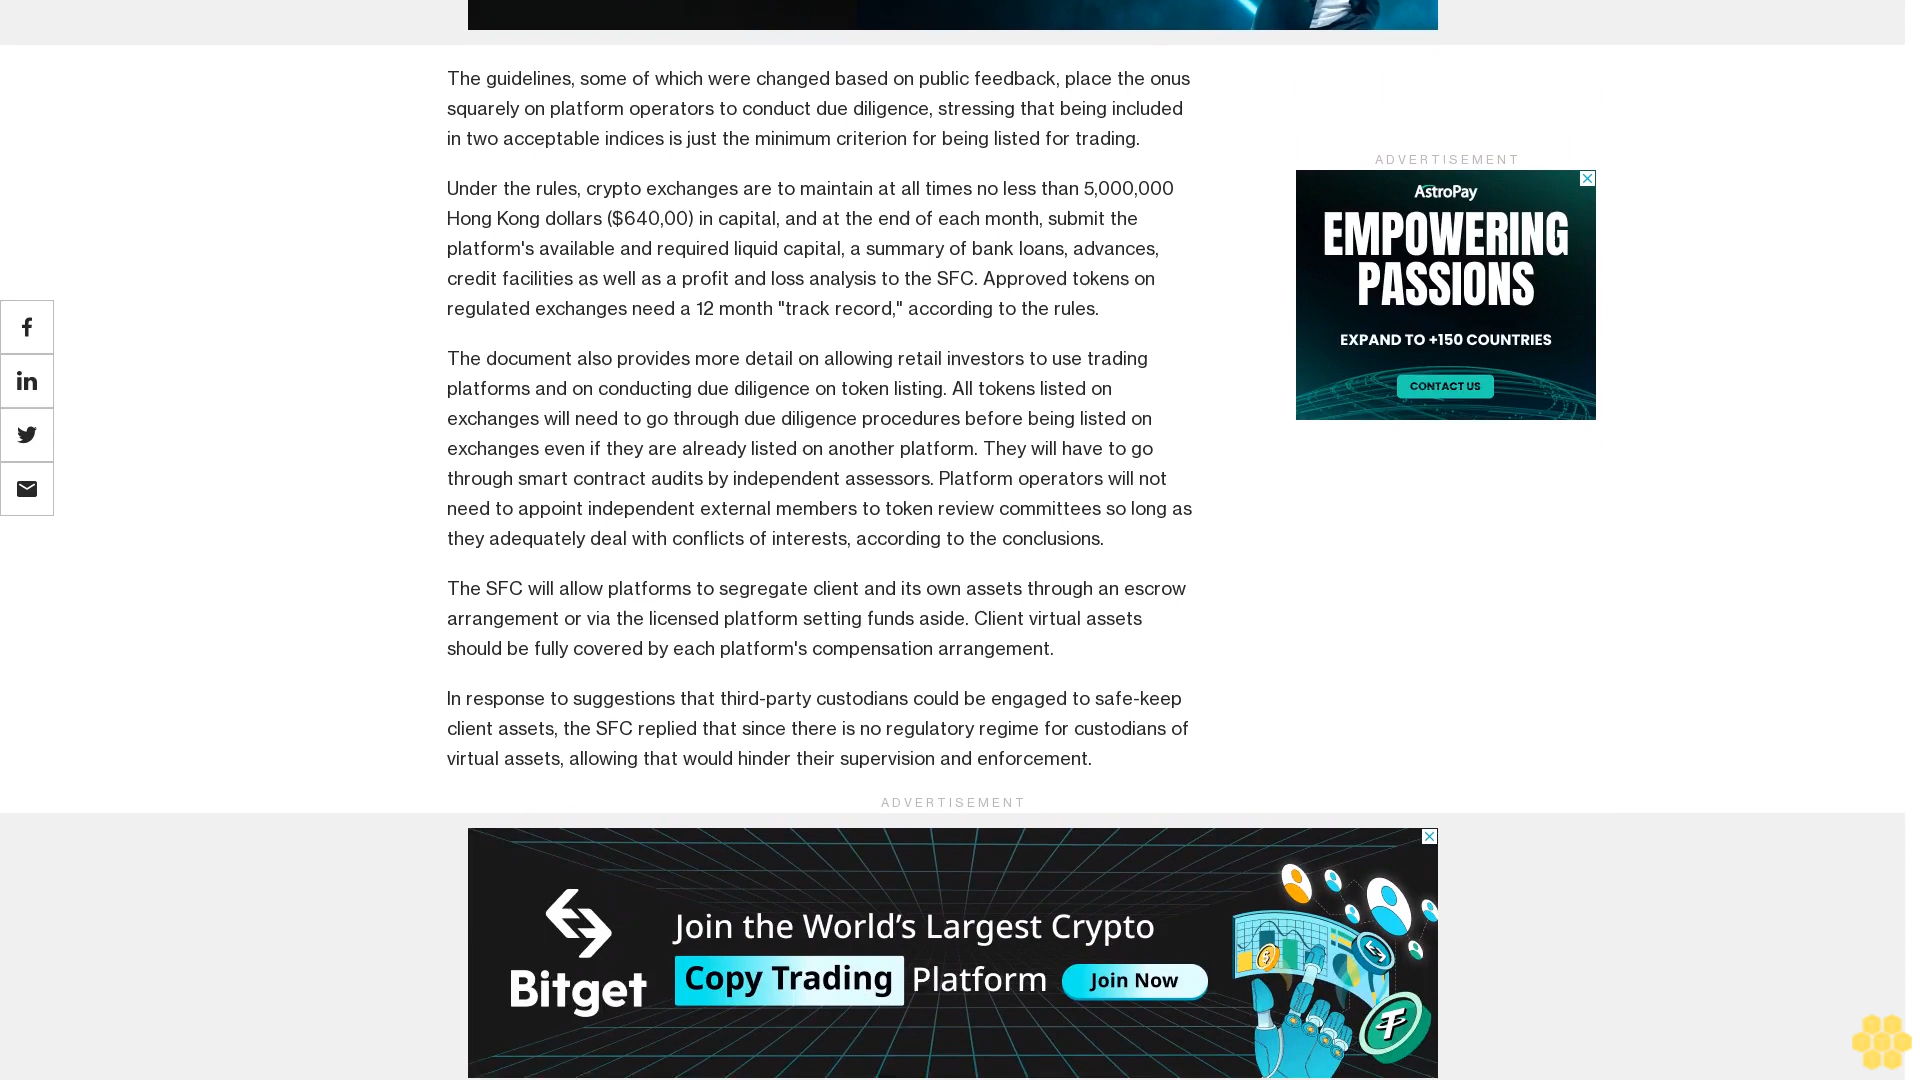 The guidelines, some of which were changed based on public feedback, place the onus
squarely on platform operators to conduct due diligence, stressing that being included
in two acceptable indices is just the minimum criterion for being listed for trading.
Under the rules, crypto exchanges are to maintain at all times no less than 5,000,000
Hong Kong dollars ($640,00) in capital, and at the end of each month, submit the
platform's available and required liquid capital, a summary of bank loans, advances,
credit facilities as well as a profit and loss analysis to the SFC. Approved tokens on
regulated exchanges need a 12 month "track record," according to the rules.
The document also provides more detail on allowing retail investors to use trading
platforms and on conducting due diligence on token listing. All tokens listed on
exchanges will need to go through due diligence procedures before being listed on
exchanges even if they are already listed on another platform. They will have to go
through smart contract audits by independent assessors. Platform operators will not
need to appoint independent external members to token review committees so long as
they adequately deal with conflicts of interests, according to the conclusions.
The SFC will allow platforms to segregate client and its own assets through an escrow
arrangement or via the licensed platform setting funds aside. Client virtual assets
should be fully covered by each platform's compensation arrangement.
In response to suggestions that third-party custodians could be engaged to safe-keep
client assets, the SFC replied that since there is no regulatory regime for custodians of
virtual assets, allowing that would hinder their supervision and enforcement.
ADVERTISEMENT
AstroPay
EMPOWERING
PASSIONS
EXPAND TO +150 COUNTRIES
CONTACT US
ADVERTISEMENT
Bitget
Join the World's Largest Crypto
Copy Trading Platform Join Now